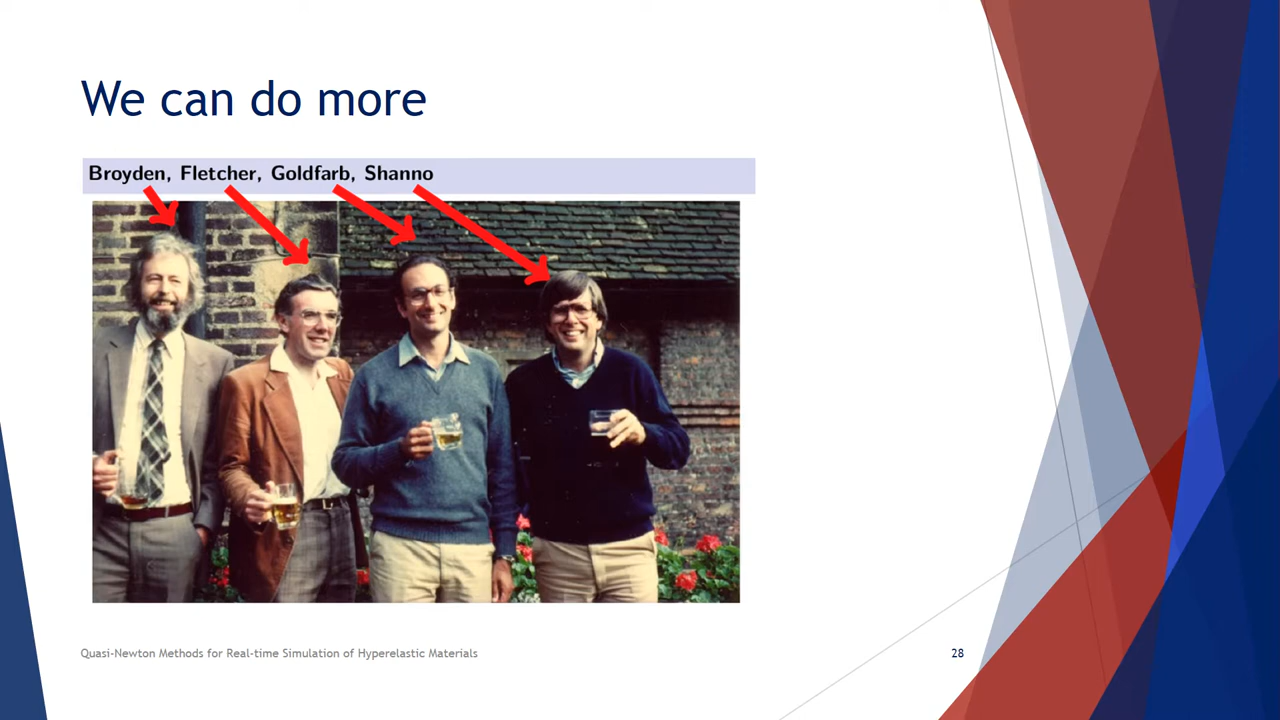 We can do more
Broyden, Fletcher, Goldfarb, Shanno
Quasi-Newton Methods for Real-time Simulation of Hyperelastic Materials
28